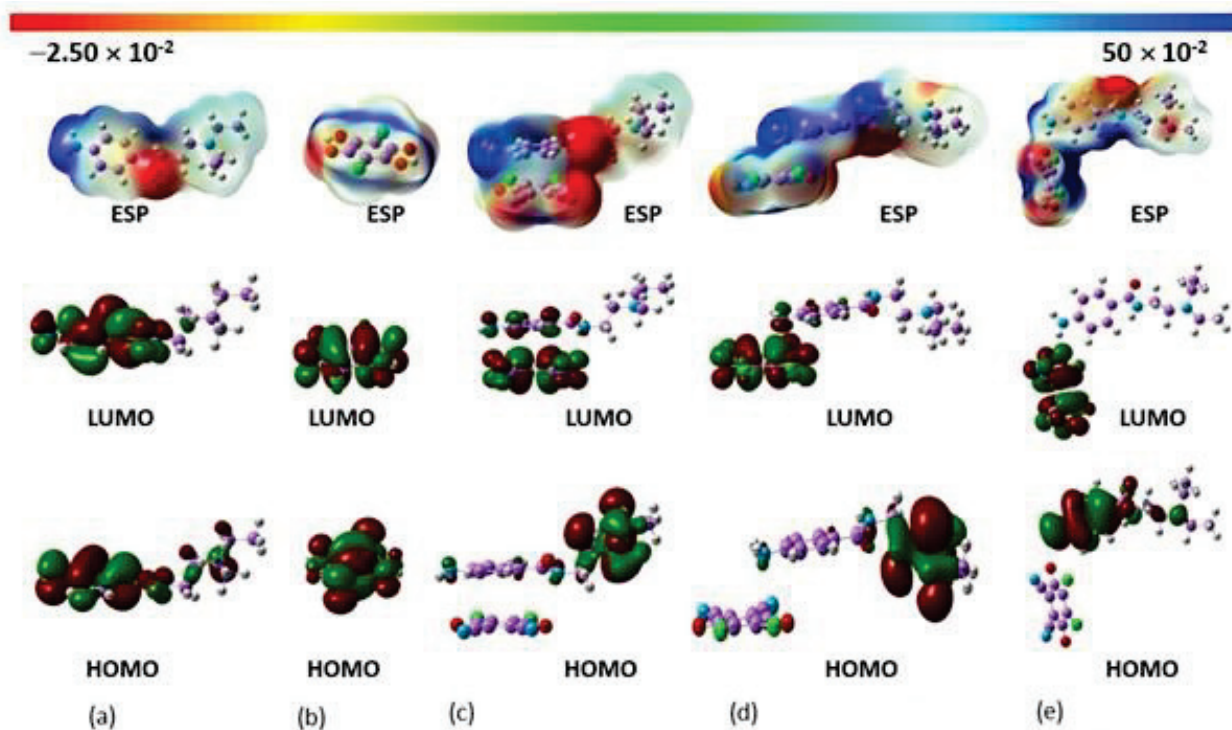 −2.50 × 10⁻² 50 × 10⁻²
ESP ESP ESP ESP ESP
LUMO LUMO LUMO LUMO LUMO
HOMO HOMO HOMO HOMO HOMO
(a) (b) (c) (d) (e)